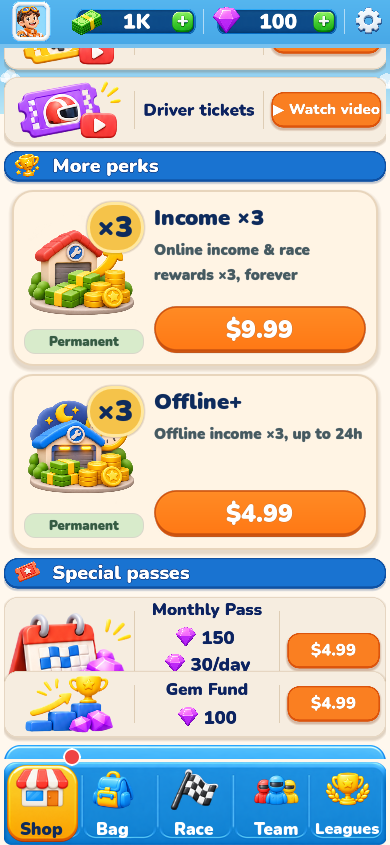 1K
100
Driver tickets
▶ Watch video
More perks
×3
Income ×3
Online income & race
rewards ×3, forever
Permanent
$9.99
×3
Offline+
Offline income ×3, up to 24h
Permanent
$4.99
Special passes
Monthly Pass
150
30/day
$4.99
Gem Fund
100
$4.99
Shop
Bag
Race
Team
Leagues